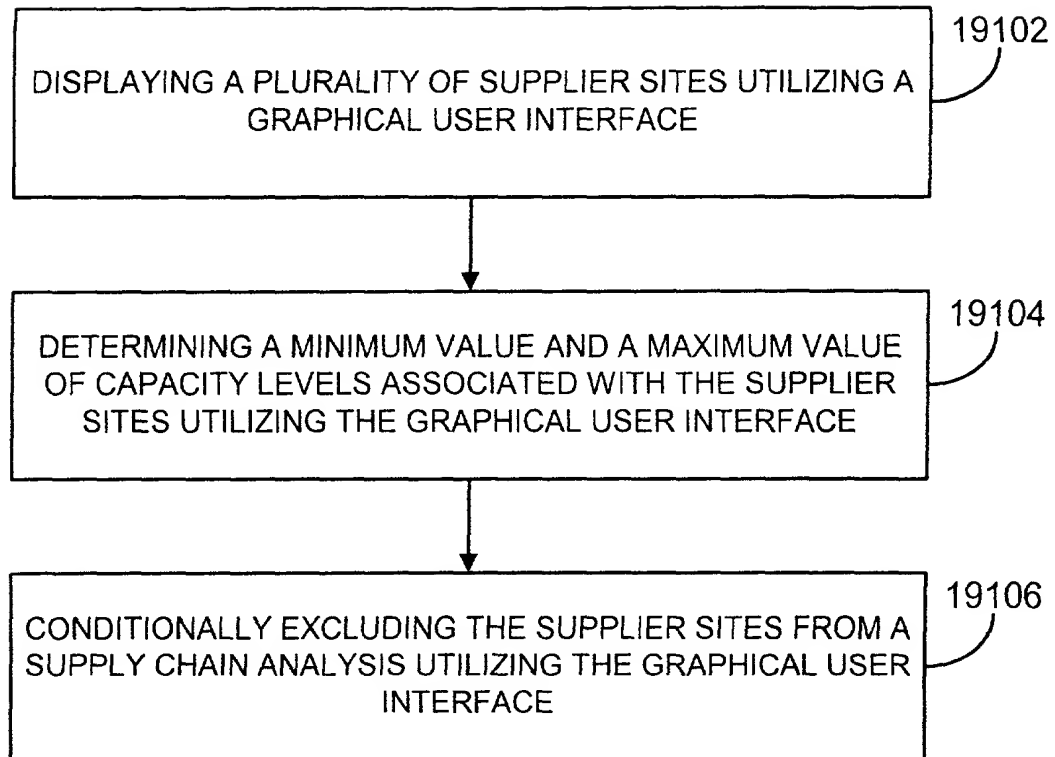 19102
DISPLAYING A PLURALITY OF SUPPLIER SITES UTILIZING A
GRAPHICAL USER INTERFACE
19104
DETERMINING A MINIMUM VALUE AND A MAXIMUM VALUE
OF CAPACITY LEVELS ASSOCIATED WITH THE SUPPLIER
SITES UTILIZING THE GRAPHICAL USER INTERFACE
19106
CONDITIONALLY EXCLUDING THE SUPPLIER SITES FROM A
SUPPLY CHAIN ANALYSIS UTILIZING THE GRAPHICAL USER
INTERFACE